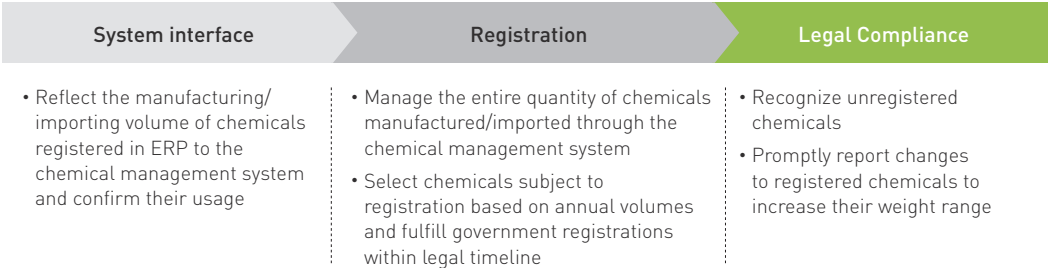 System interface
Registration
Legal Compliance
• Reflect the manufacturing/
importing volume of chemicals
registered in ERP to the
chemical management system
and confirm their usage
• Manage the entire quantity of chemicals
manufactured/imported through the
chemical management system
• Select chemicals subject to
registration based on annual volumes
and fulfill government registrations
within legal timeline
• Recognize unregistered
chemicals
• Promptly report changes
to registered chemicals to
increase their weight range